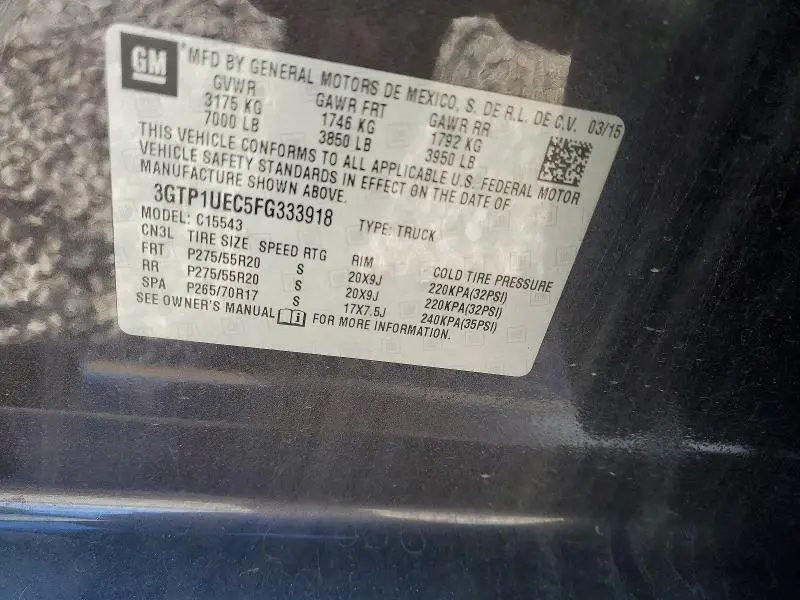 GM
*MFD BY GENERAL MOTORS DE MEXICO, S. DE R.L. DE C.V. 03/15
GVWR GAWR FRT GAWR RR
3175 KG 1746 KG 1792 KG
7000 LB 3850 LB 3950 LB
THIS VEHICLE CONFORMS TO ALL APPLICABLE U.S. FEDERAL MOTOR
VEHICLE SAFETY STANDARDS IN EFFECT ON THE DATE OF
MANUFACTURE SHOWN ABOVE.
3GTP1UEC5FG333918 TYPE: TRUCK
MODEL: C15543
CN3L TIRE SIZE SPEED RTG RIM COLD TIRE PRESSURE
FRT P275/55R20 S 20X9J 220KPA(32PSI)
RR P275/55R20 S 20X9J 220KPA(32PSI)
SPA P265/70R17 S 17X7.5J 240KPA(35PSI)
SEE OWNER'S MANUAL FOR MORE INFORMATION.